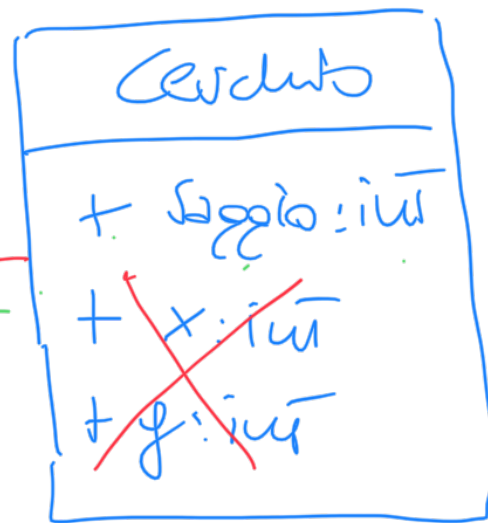 Cerchio
+ raggio : int
+ x : int
+ y : int